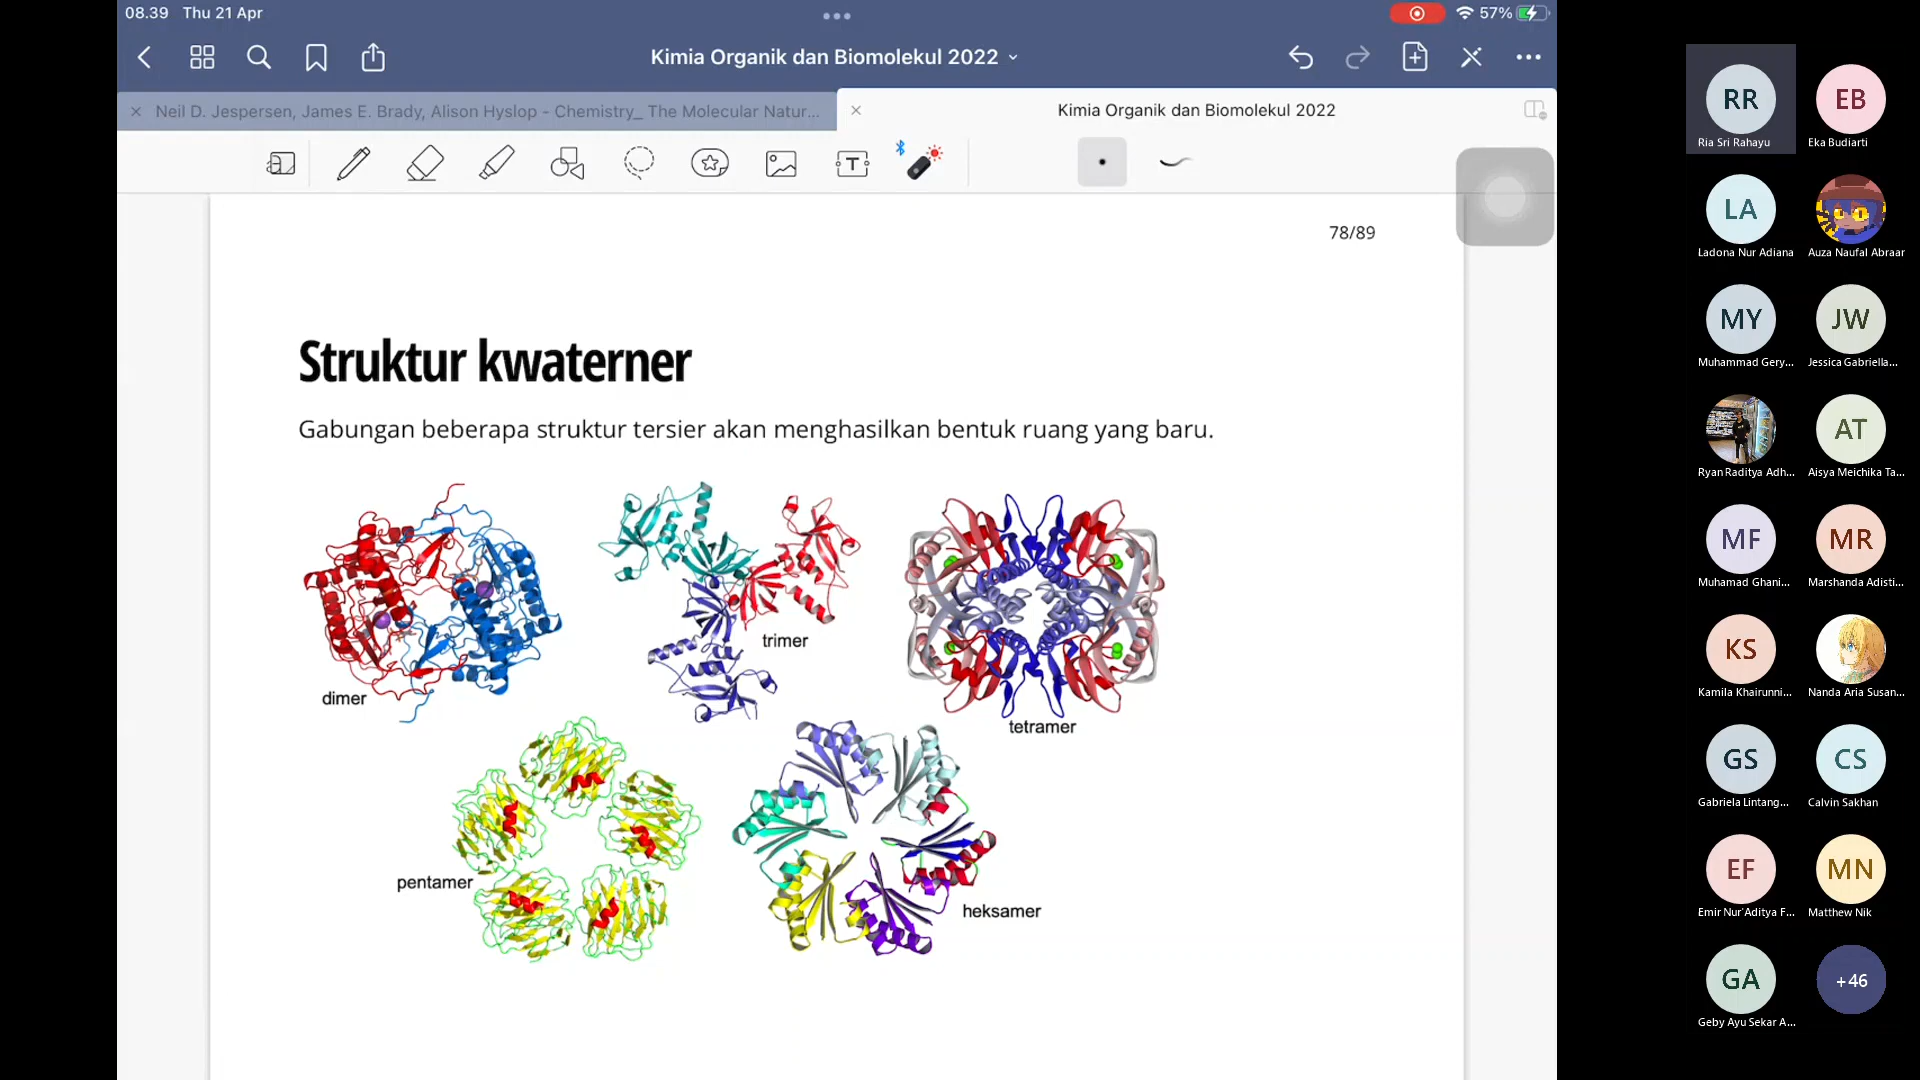 08.39 Thu 21 Apr
57%
Kimia Organik dan Biomolekul 2022
Neil D. Jespersen, James E. Brady, Alison Hyslop - Chemistry_ The Molecular Natur...
Kimia Organik dan Biomolekul 2022
T
78/89
Struktur kwaterner
Gabungan beberapa struktur tersier akan menghasilkan bentuk ruang yang baru.
dimer
trimer
tetramer
pentamer
heksamer
RR
Ria Sri Rahayu
EB
Eka Budiarti
LA
Ladona Nur Adiana
Auza Naufal Abraar
MY
Muhammad Gery...
JW
Jessica Gabriella...
Ryan Raditya Adh...
AT
Aisya Meichika Ta...
MF
Muhamad Ghani...
MR
Marshanda Adisti...
KS
Kamila Khairunni...
Nanda Aria Susan...
GS
Gabriela Lintang...
CS
Calvin Sakhan
EF
Emir Nur'Aditya F...
MN
Matthew Nik
GA
Geby Ayu Sekar A...
+46